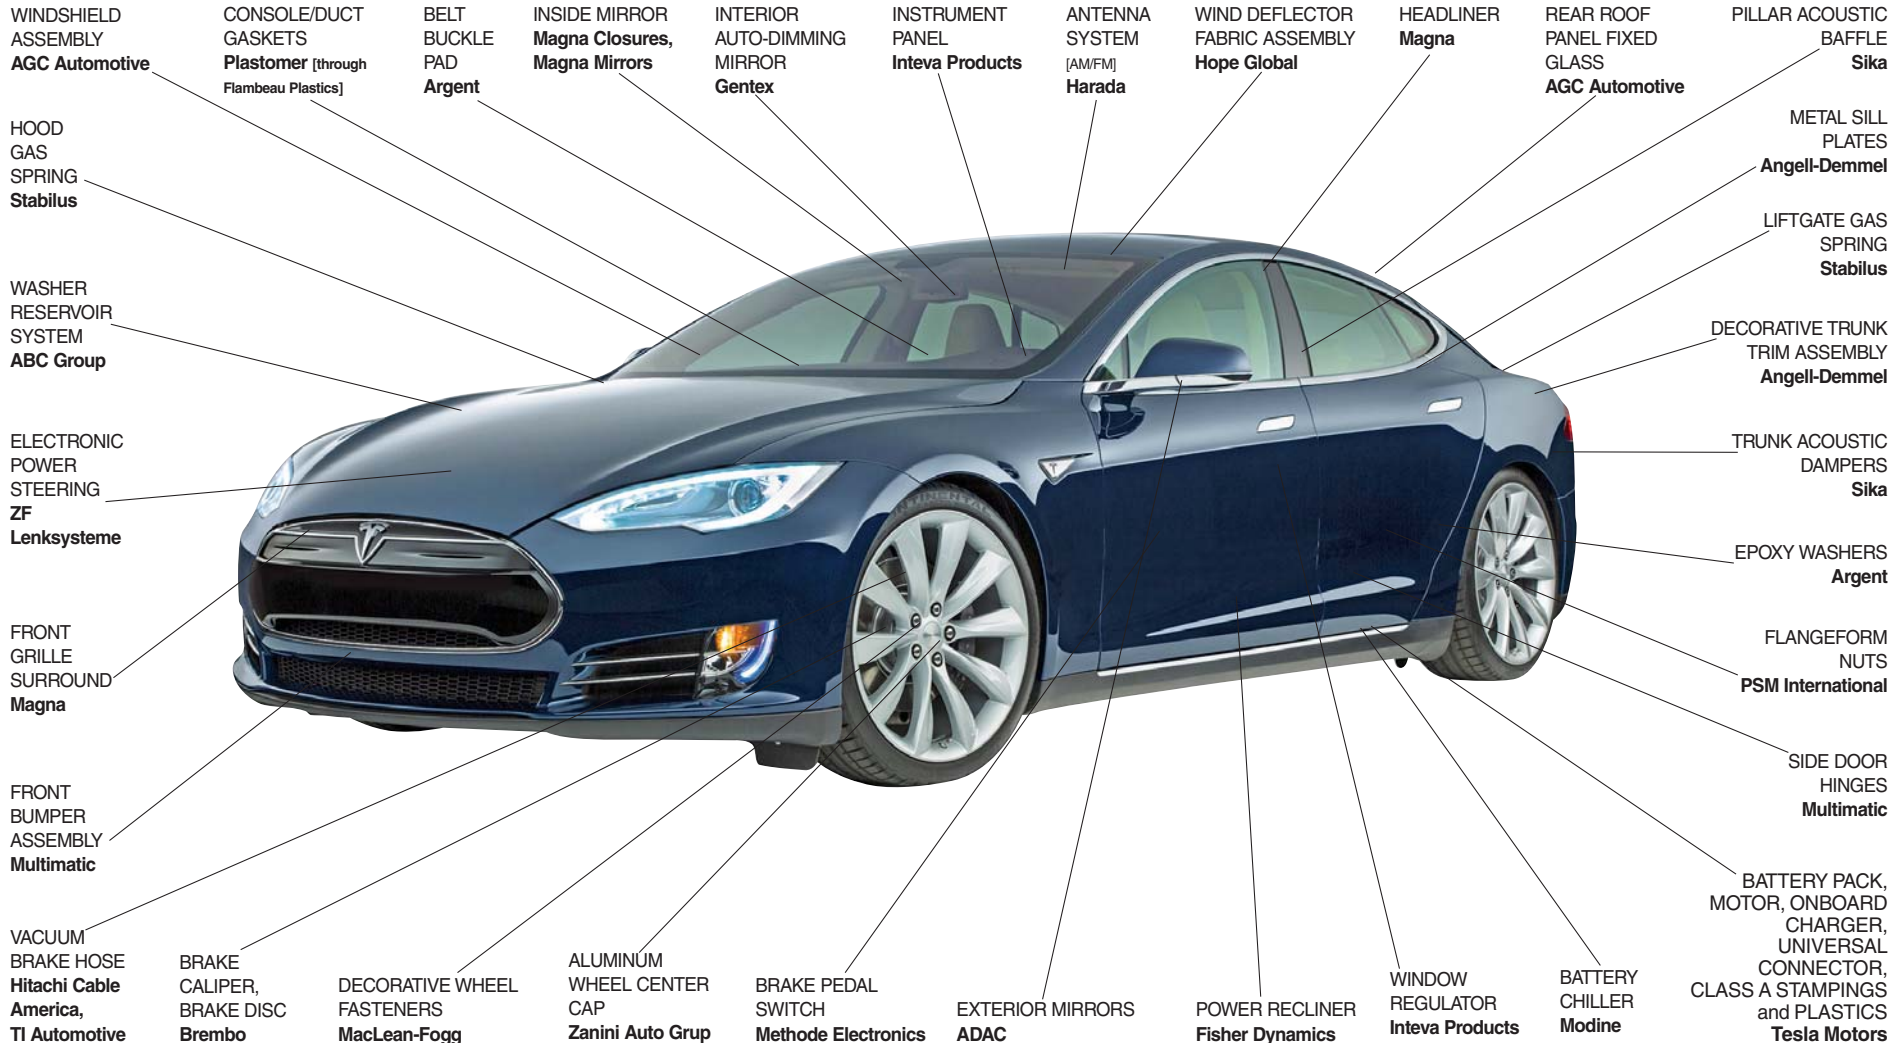 WINDSHIELD
ASSEMBLY
AGC Automotive
CONSOLE/DUCT
GASKETS
Plastomer [through
Flambeau Plastics]
BELT
BUCKLE
PAD
Argent
INSIDE MIRROR
Magna Closures,
Magna Mirrors
INTERIOR
AUTO-DIMMING
MIRROR
Gentex
INSTRUMENT
PANEL
Inteva Products
ANTENNA
SYSTEM
[AM/FM]
Harada
WIND DEFLECTOR
FABRIC ASSEMBLY
Hope Global
HEADLINER
Magna
REAR ROOF
PANEL FIXED
GLASS
AGC Automotive
PILLAR ACOUSTIC
BAFFLE
Sika
HOOD
GAS
SPRING
Stabilus
METAL SILL
PLATES
Angell-Demmel
LIFTGATE GAS
SPRING
Stabilus
WASHER
RESERVOIR
SYSTEM
ABC Group
DECORATIVE TRUNK
TRIM ASSEMBLY
Angell-Demmel
ELECTRONIC
POWER
STEERING
ZF
Lenksysteme
TRUNK ACOUSTIC
DAMPERS
Sika
CONTINENTAL
EPOXY WASHERS
Argent
FRONT
GRILLE
SURROUND
Magna
FLANGEFORM
NUTS
PSM International
FRONT
BUMPER
ASSEMBLY
Multimatic
SIDE DOOR
HINGES
Multimatic
VACUUM
BRAKE HOSE
Hitachi Cable
America,
TI Automotive
BRAKE
CALIPER,
BRAKE DISC
Brembo
DECORATIVE WHEEL
FASTENERS
MacLean-Fogg
ALUMINUM
WHEEL CENTER
CAP
Zanini Auto Grup
BRAKE PEDAL
SWITCH
Methode Electronics
EXTERIOR MIRRORS
ADAC
POWER RECLINER
Fisher Dynamics
WINDOW
REGULATOR
Inteva Products
BATTERY
CHILLER
Modine
BATTERY PACK,
MOTOR, ONBOARD
CHARGER,
UNIVERSAL
CONNECTOR,
CLASS A STAMPINGS
and PLASTICS
Tesla Motors